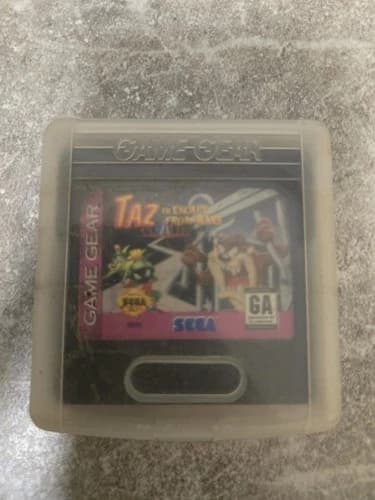 GAME GEAR
GAME GEAR
TAZ IN ESCAPE
FROM MARS
SEGA
SEGA
GA